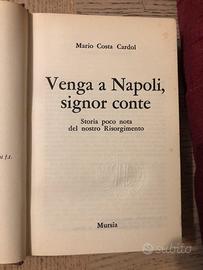 Mario Costa Cardol
Venga a Napoli,
signor conte
Storia poco nota
del nostro Risorgimento
Mursia
subito